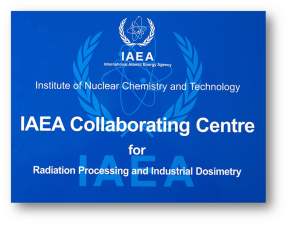 IAEA
International Atomic Energy Agency
Institute of Nuclear Chemistry and Technology
IAEA Collaborating Centre
for
Radiation Processing and Industrial Dosimetry
IAEA